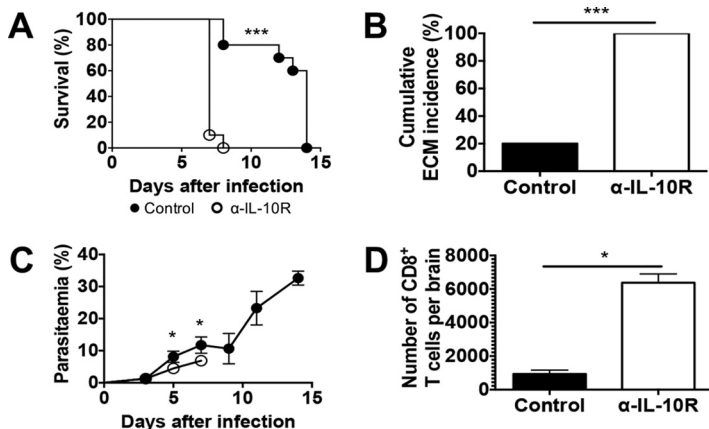 A
Survival (%)
100
80
60
40
20
0
***
0
5
10
15
Days after infection
● Control ○ α-IL-10R
B
Cumulative
ECM incidence (%)
100
80
60
40
20
0
***
Control
α-IL-10R
C
Parasitaemia (%)
40
30
20
10
0
*
*
0
5
10
15
Days after infection
D
Number of CD8⁺
T cells per brain
8000
6000
4000
2000
0
*
Control
α-IL-10R